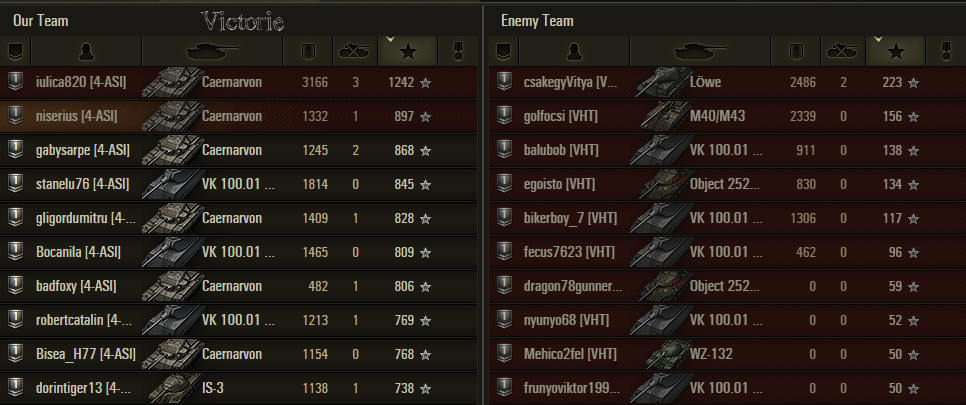 Our Team Victorie
iulica820 [4-ASI] Caernarvon 3166 3 1242
niserius [4-ASI] Caernarvon 1332 1 897
gabysarpe [4-ASI] Caernarvon 1245 2 868
stanelu76 [4-ASI] VK 100.01 ... 1814 0 845
gligordumitru [4-... Caernarvon 1409 1 828
Bocanila [4-ASI] VK 100.01 ... 1465 0 809
badfoxy [4-ASI] Caernarvon 482 1 806
robertcatalin [4-... VK 100.01 ... 1213 1 769
Bisea_H77 [4-ASI] Caernarvon 1154 0 768
dorintiger13 [4-... IS-3 1138 1 738
Enemy Team
csakegyVitya [V... Löwe 2486 2 223
golfocsi [VHT] M40/M43 2339 0 156
balubob [VHT] VK 100.01 ... 911 0 138
egoisto [VHT] Object 252... 830 0 134
bikerboy_7 [VHT] VK 100.01 ... 1306 0 117
fecus7623 [VHT] VK 100.01 ... 462 0 96
dragon78gunner... Object 252... 0 0 59
nyunyo68 [VHT] VK 100.01 ... 0 0 52
Mehico2fel [VHT] WZ-132 0 0 50
frunyoviktor199... VK 100.01 ... 0 0 50